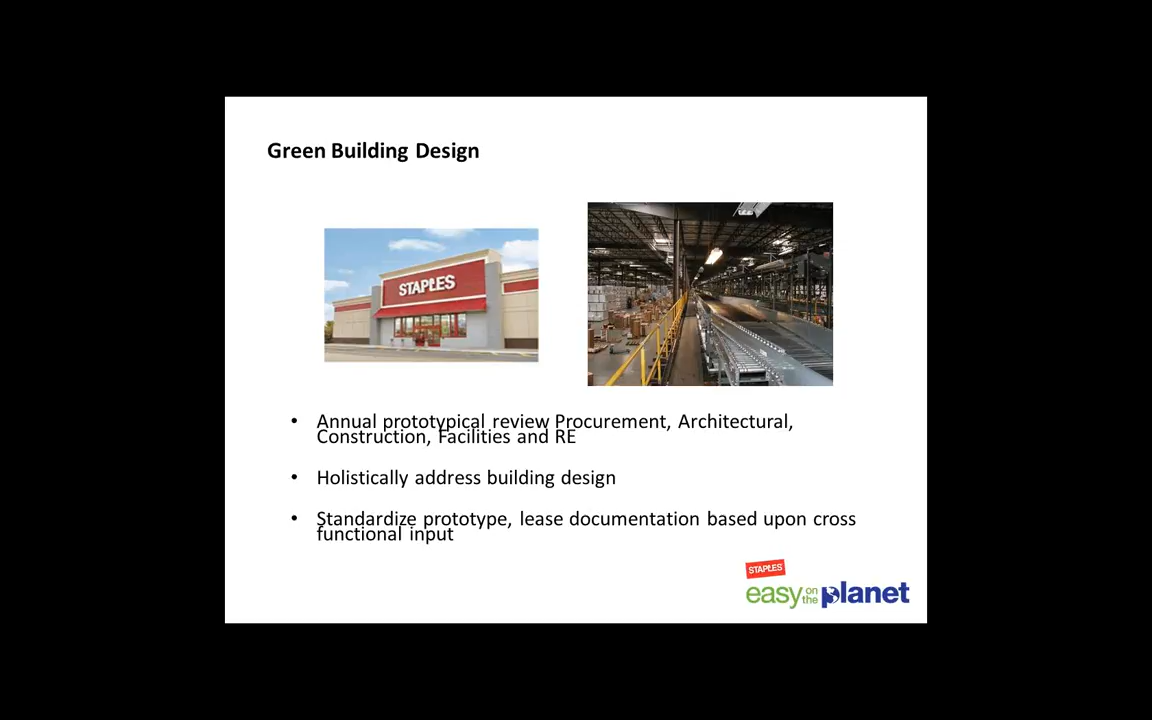 Green Building Design
STAPLES
• Annual prototypical review Procurement, Architectural,
Construction, Facilities and RE
• Holistically address building design
• Standardize prototype, lease documentation based upon cross
functional input
STAPLES
easy on the planet